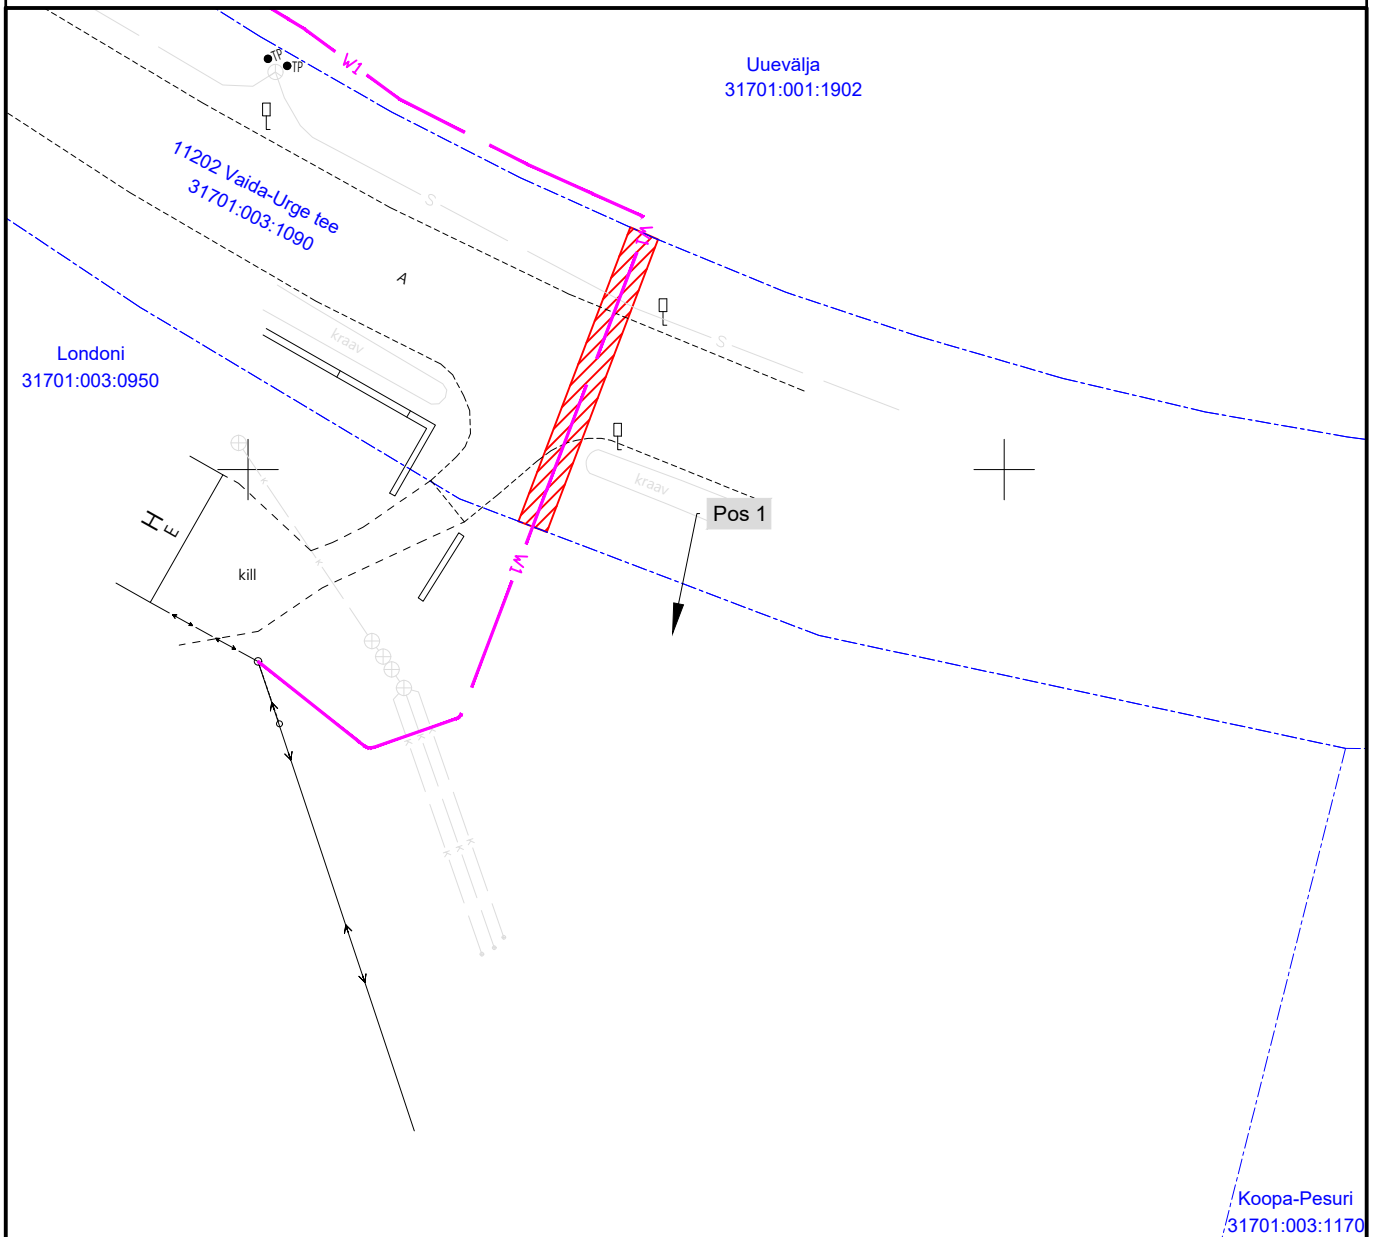 W1
Uuevälja
31701:001:1902
TP
TP
11202 Vaida-Urge tee
31701:003:1090
S
W1
A
S
kraav
Londoni
31701:003:0950
kraav
Pos 1
H
E
K
W1
kill
K
K
K
K
K
K
K
Koopa-Pesuri
31701:003:1170